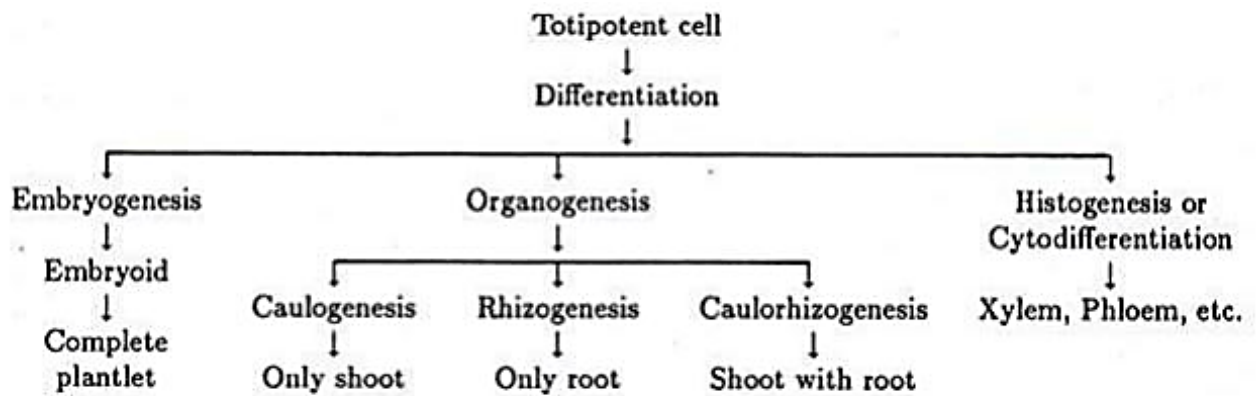 Totipotent cell
Differentiation
Embryogenesis
Organogenesis
Histogenesis or
Cytodifferentiation
Embryoid
Caulogenesis
Rhizogenesis
Caulorhizogenesis
Xylem, Phloem, etc.
Complete
plantlet
Only shoot
Only root
Shoot with root